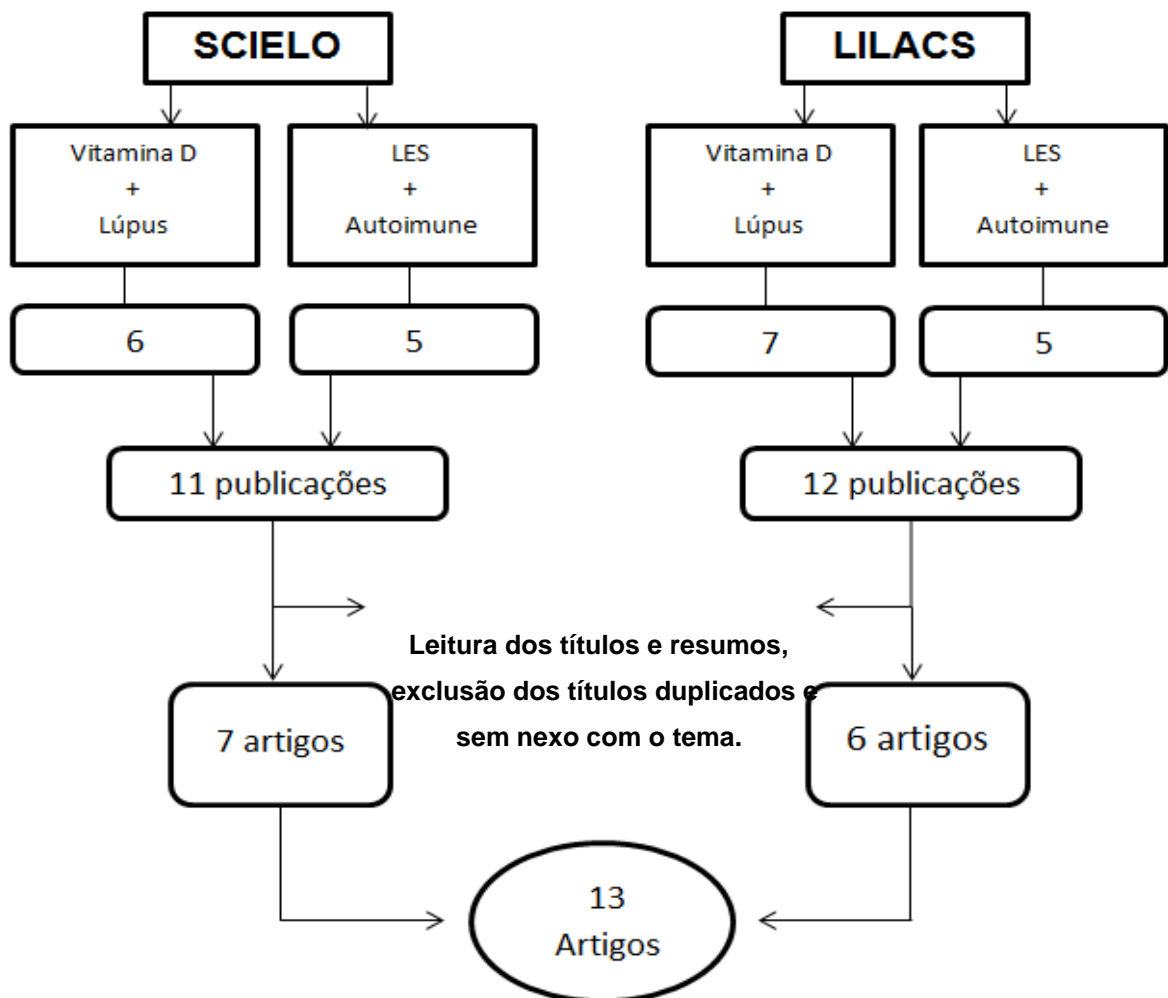 SCIELO
LILACS
Vitamina D
+
Lúpus
LES
+
Autoimune
Vitamina D
+
Lúpus
LES
+
Autoimune
6
5
7
5
11 publicações
12 publicações
Leitura dos títulos e resumos,
exclusão dos títulos duplicados e
sem nexo com o tema.
7 artigos
6 artigos
13
Artigos